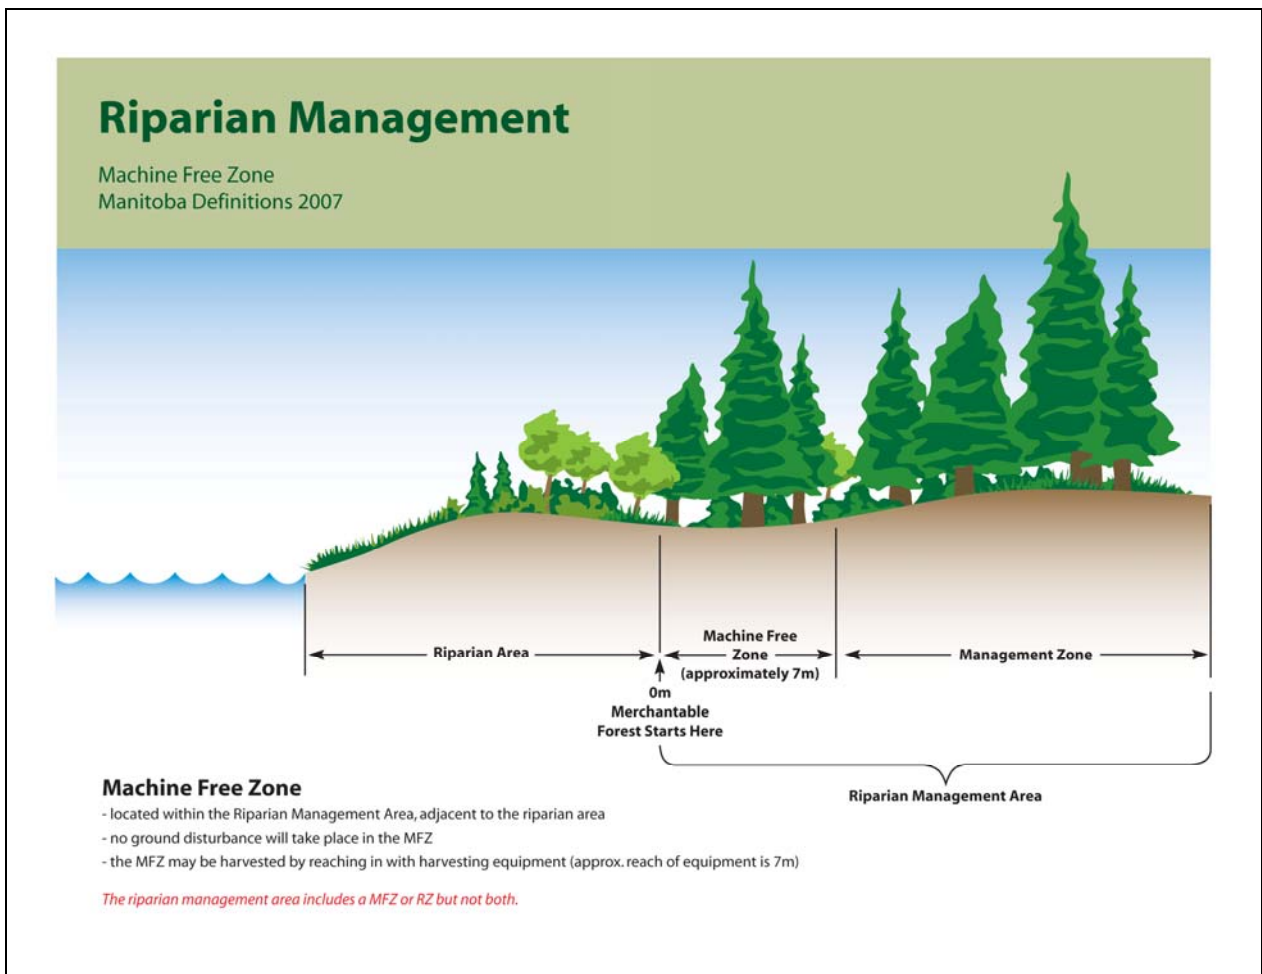 Riparian Management
Machine Free Zone
Manitoba Definitions 2007
Riparian Area
Machine Free
Zone
(approximately 7m)
Management Zone
0m
Merchantable
Forest Starts Here
Riparian Management Area
Machine Free Zone
- located within the Riparian Management Area, adjacent to the riparian area
- no ground disturbance will take place in the MFZ
- the MFZ may be harvested by reaching in with harvesting equipment (approx. reach of equipment is 7m)
The riparian management area includes a MFZ or RZ but not both.